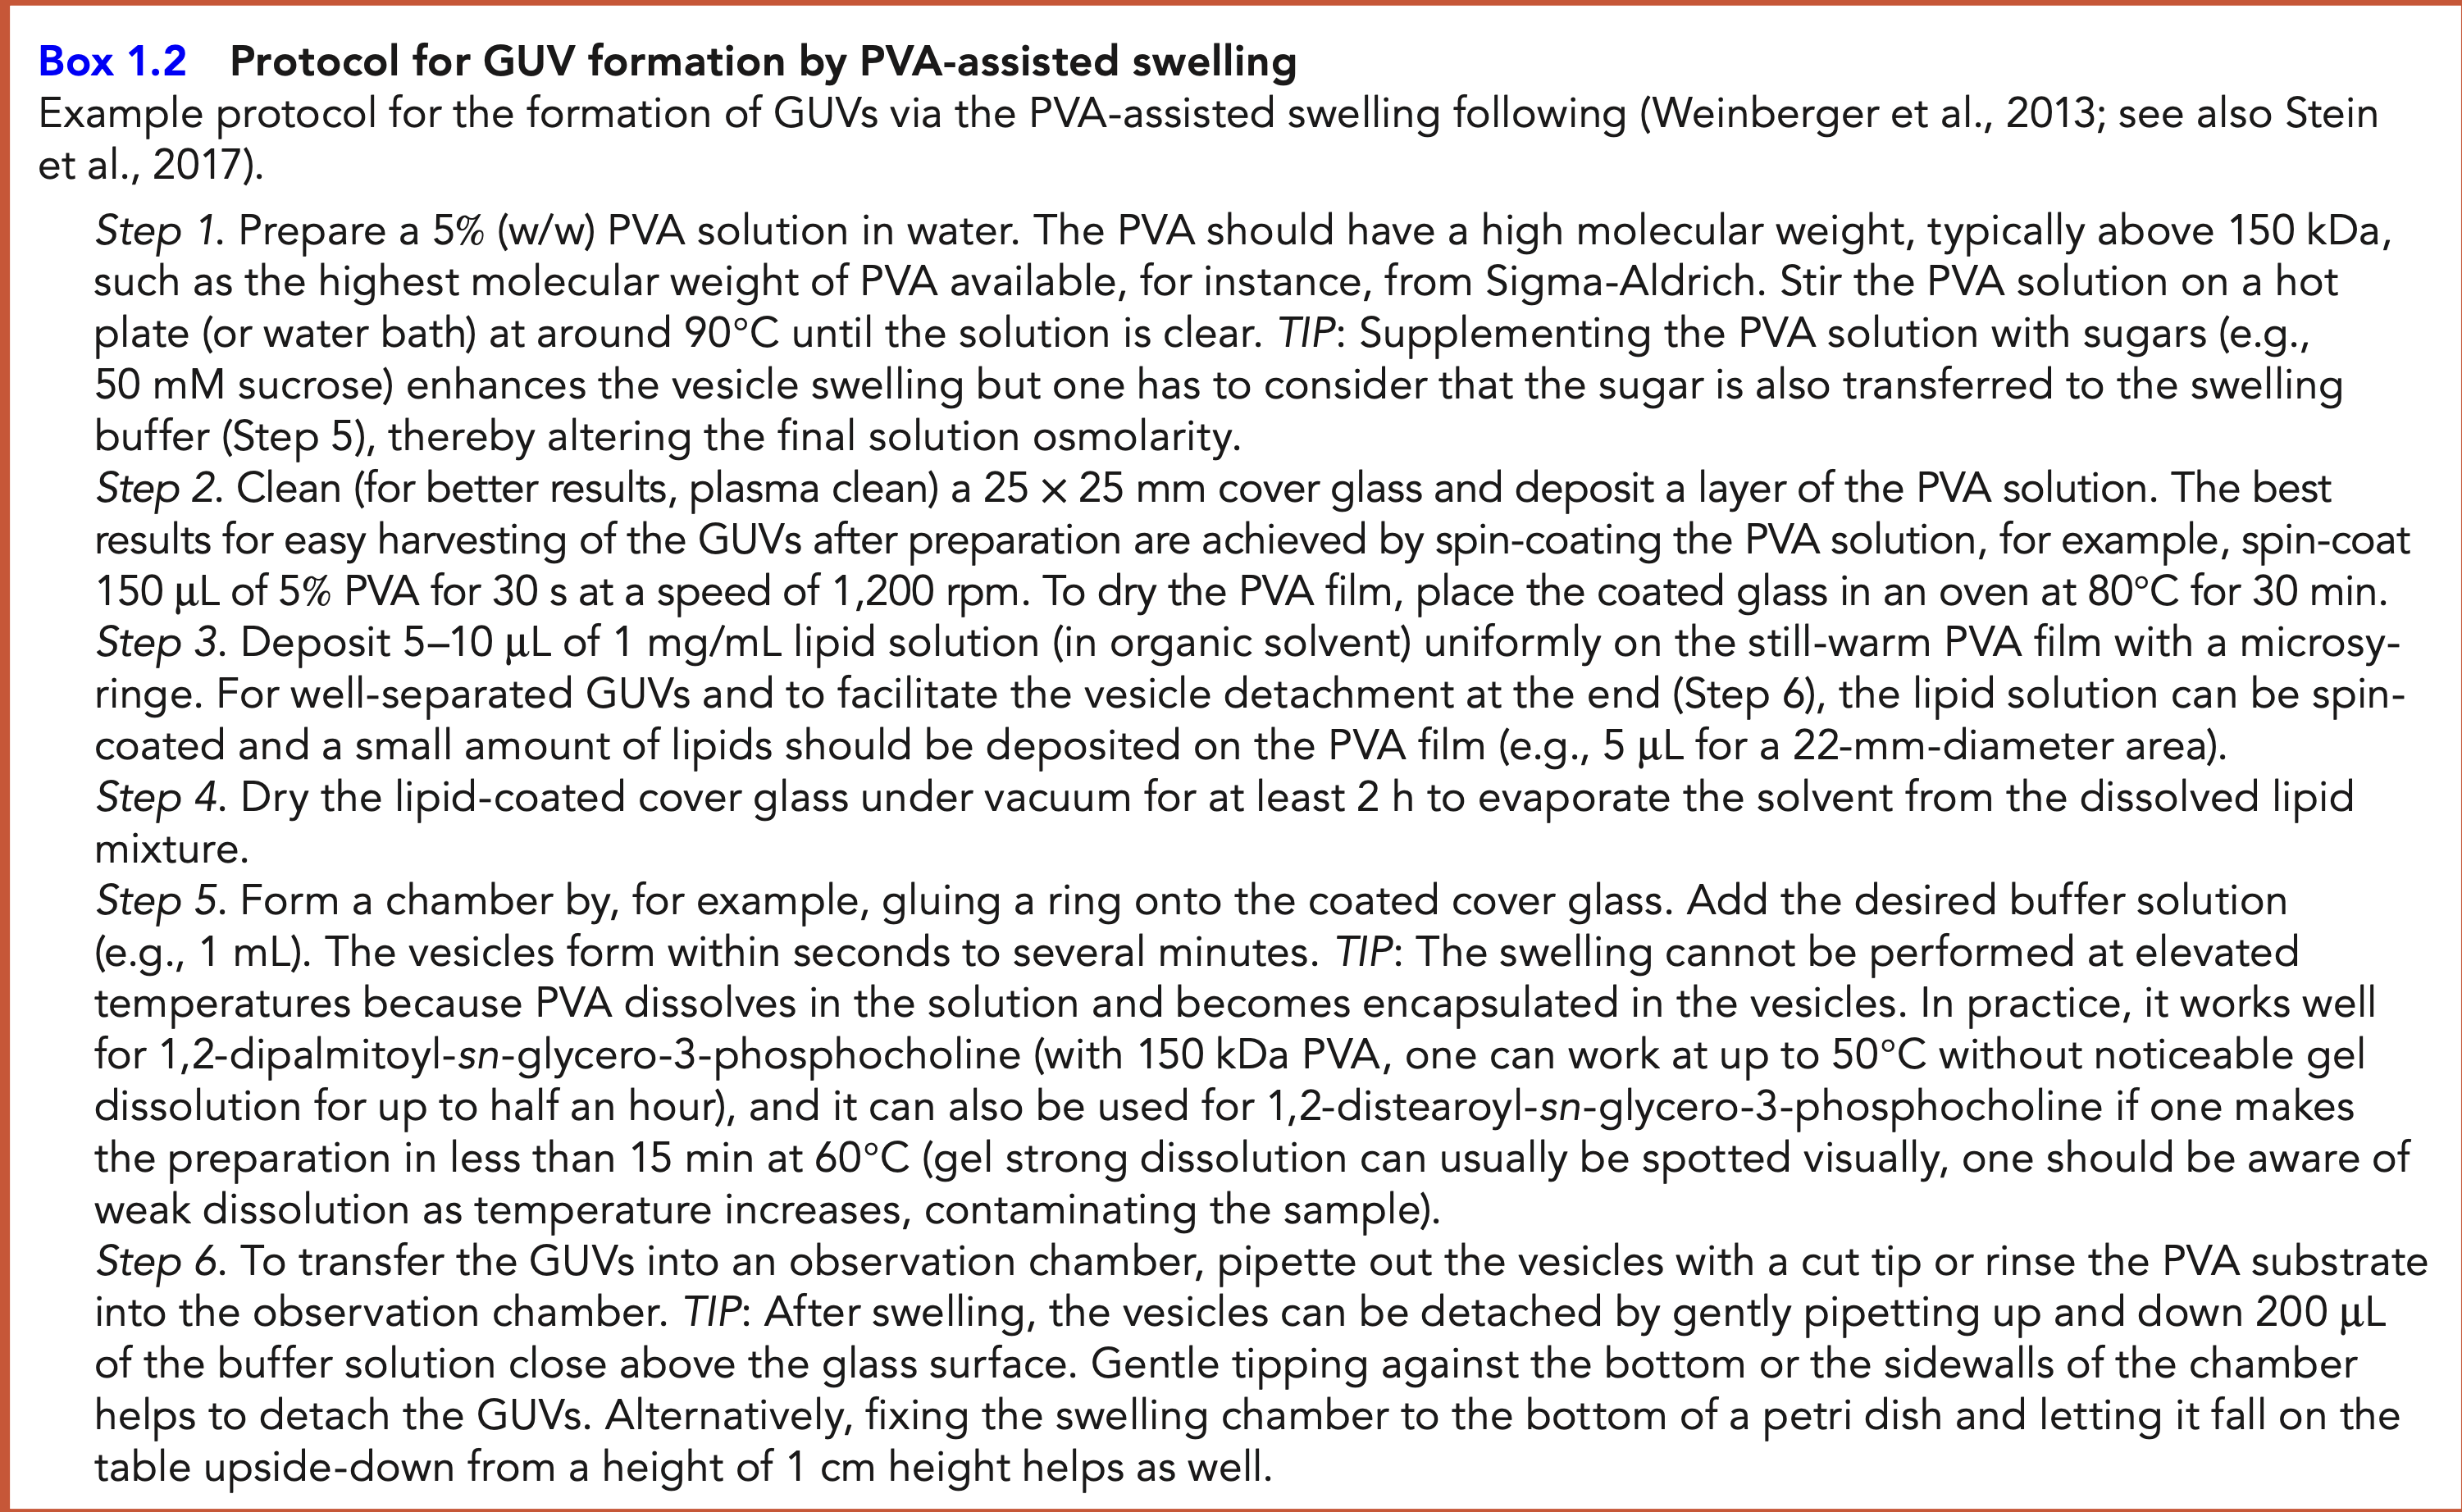 Box 1.2 Protocol for GUV formation by PVA-assisted swelling
Example protocol for the formation of GUVs via the PVA-assisted swelling following (Weinberger et al., 2013; see also Stein
et al., 2017).
Step 1. Prepare a 5% (w/w) PVA solution in water. The PVA should have a high molecular weight, typically above 150 kDa,
such as the highest molecular weight of PVA available, for instance, from Sigma-Aldrich. Stir the PVA solution on a hot
plate (or water bath) at around 90°C until the solution is clear. TIP: Supplementing the PVA solution with sugars (e.g.,
50 mM sucrose) enhances the vesicle swelling but one has to consider that the sugar is also transferred to the swelling
buffer (Step 5), thereby altering the final solution osmolarity.
Step 2. Clean (for better results, plasma clean) a 25 × 25 mm cover glass and deposit a layer of the PVA solution. The best
results for easy harvesting of the GUVs after preparation are achieved by spin-coating the PVA solution, for example, spin-coat
150 μL of 5% PVA for 30 s at a speed of 1,200 rpm. To dry the PVA film, place the coated glass in an oven at 80°C for 30 min.
Step 3. Deposit 5–10 μL of 1 mg/mL lipid solution (in organic solvent) uniformly on the still-warm PVA film with a microsy-
ringe. For well-separated GUVs and to facilitate the vesicle detachment at the end (Step 6), the lipid solution can be spin-
coated and a small amount of lipids should be deposited on the PVA film (e.g., 5 μL for a 22-mm-diameter area).
Step 4. Dry the lipid-coated cover glass under vacuum for at least 2 h to evaporate the solvent from the dissolved lipid
mixture.
Step 5. Form a chamber by, for example, gluing a ring onto the coated cover glass. Add the desired buffer solution
(e.g., 1 mL). The vesicles form within seconds to several minutes. TIP: The swelling cannot be performed at elevated
temperatures because PVA dissolves in the solution and becomes encapsulated in the vesicles. In practice, it works well
for 1,2-dipalmitoyl-sn-glycero-3-phosphocholine (with 150 kDa PVA, one can work at up to 50°C without noticeable gel
dissolution for up to half an hour), and it can also be used for 1,2-distearoyl-sn-glycero-3-phosphocholine if one makes
the preparation in less than 15 min at 60°C (gel strong dissolution can usually be spotted visually, one should be aware of
weak dissolution as temperature increases, contaminating the sample).
Step 6. To transfer the GUVs into an observation chamber, pipette out the vesicles with a cut tip or rinse the PVA substrate
into the observation chamber. TIP: After swelling, the vesicles can be detached by gently pipetting up and down 200 μL
of the buffer solution close above the glass surface. Gentle tipping against the bottom or the sidewalls of the chamber
helps to detach the GUVs. Alternatively, fixing the swelling chamber to the bottom of a petri dish and letting it fall on the
table upside-down from a height of 1 cm height helps as well.